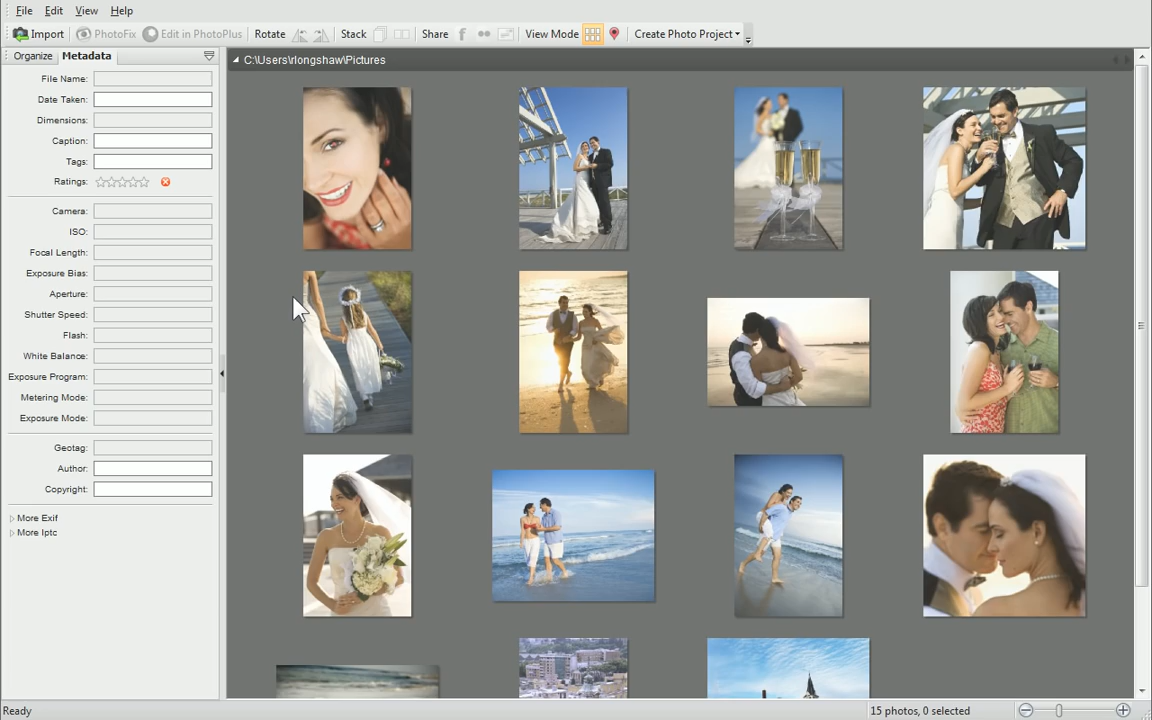 File Edit View Help
Import PhotoFix Edit in PhotoPlus Rotate Stack Share View Mode Create Photo Project
Organize Metadata
C:\Users\rlongshaw\Pictures
File Name:
Date Taken:
Dimensions:
Caption:
Tags:
Ratings:
Camera:
ISO:
Focal Length:
Exposure Bias:
Aperture:
Shutter Speed:
Flash:
White Balance:
Exposure Program:
Metering Mode:
Exposure Mode:
Geotag:
Author:
Copyright:
More Exif
More Iptc
Ready 15 photos, 0 selected